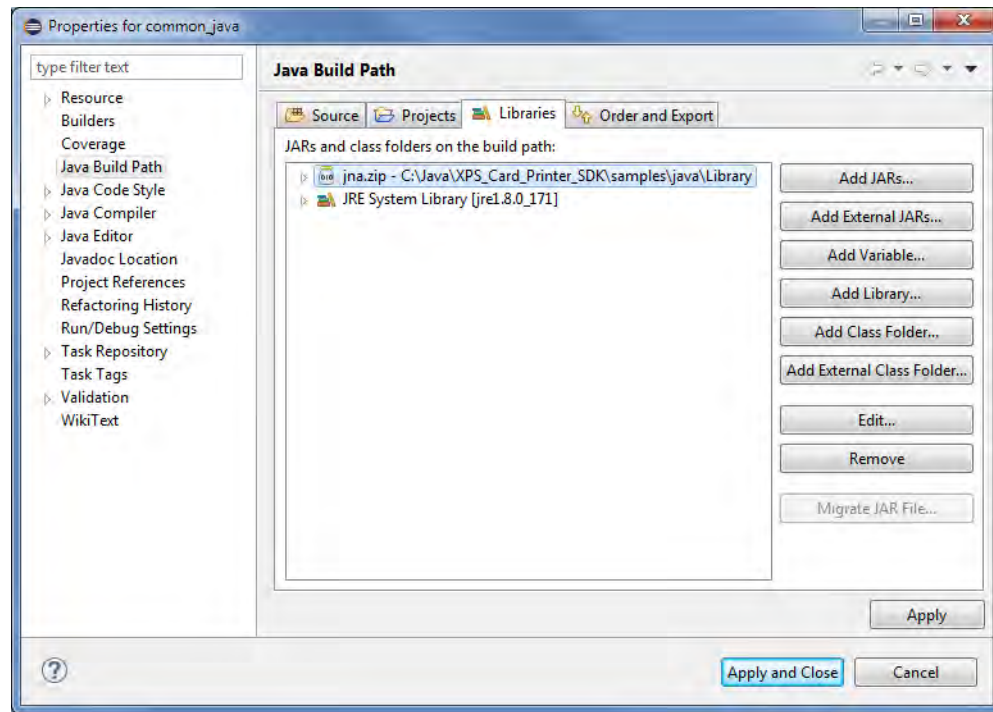 Properties for common_java
type filter text
Resource
Builders
Coverage
Java Build Path
Java Code Style
Java Compiler
Java Editor
Javadoc Location
Project References
Refactoring History
Run/Debug Settings
Task Repository
Task Tags
Validation
WikiText
Java Build Path
Source Projects Libraries Order and Export
JARs and class folders on the build path:
jna.zip - C:\Java\XPS_Card_Printer_SDK\samples\java\Library
JRE System Library [jre1.8.0_171]
Add JARs...
Add External JARs...
Add Variable...
Add Library...
Add Class Folder...
Add External Class Folder...
Edit...
Remove
Migrate JAR File...
Apply
Apply and Close Cancel